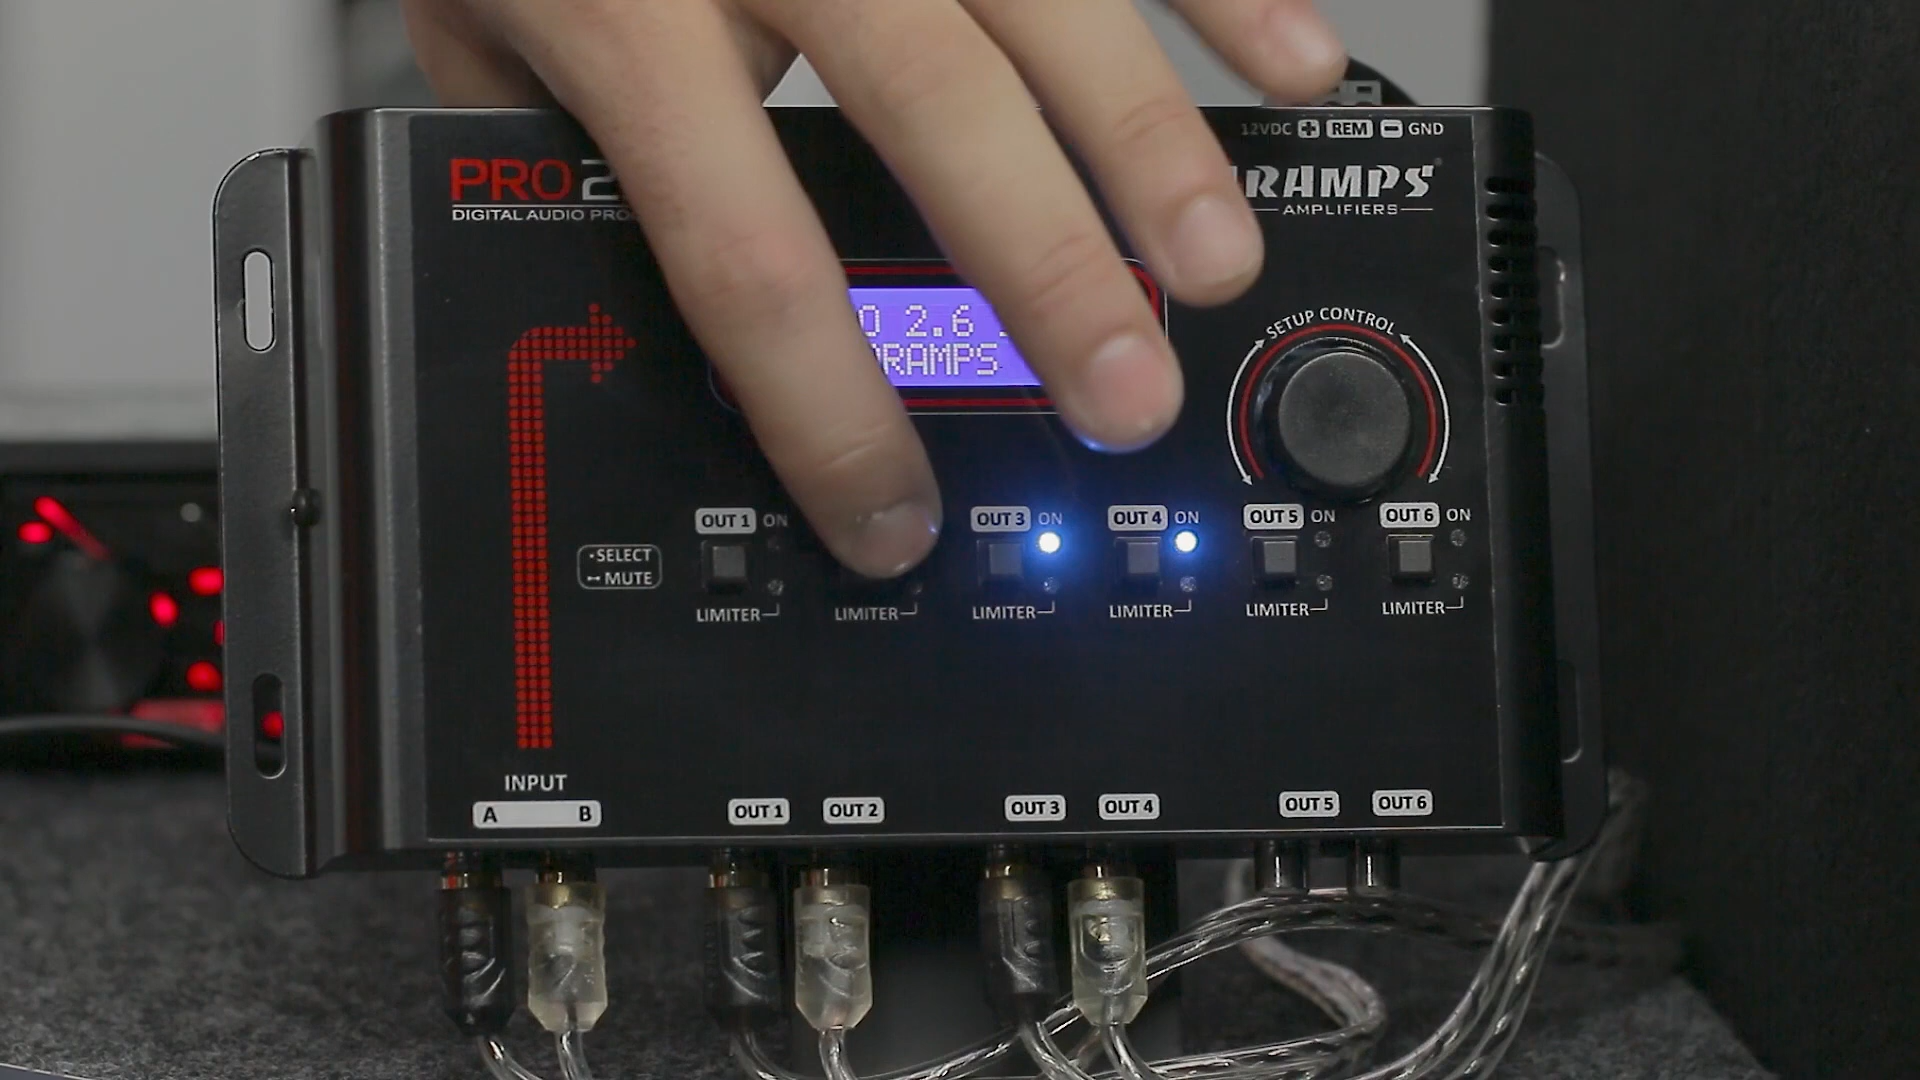 12VDC + REM - GND
PRO 2
DIGITAL AUDIO PRO
RAMPS
AMPLIFIERS
O 2.6
RAMPS
SETUP CONTROL
OUT 1 ON
OUT 3 ON
OUT 4 ON
OUT 5 ON
OUT 6 ON
SELECT
MUTE
LIMITER
LIMITER
LIMITER
LIMITER
LIMITER
LIMITER
INPUT
A B
OUT 1
OUT 2
OUT 3
OUT 4
OUT 5
OUT 6